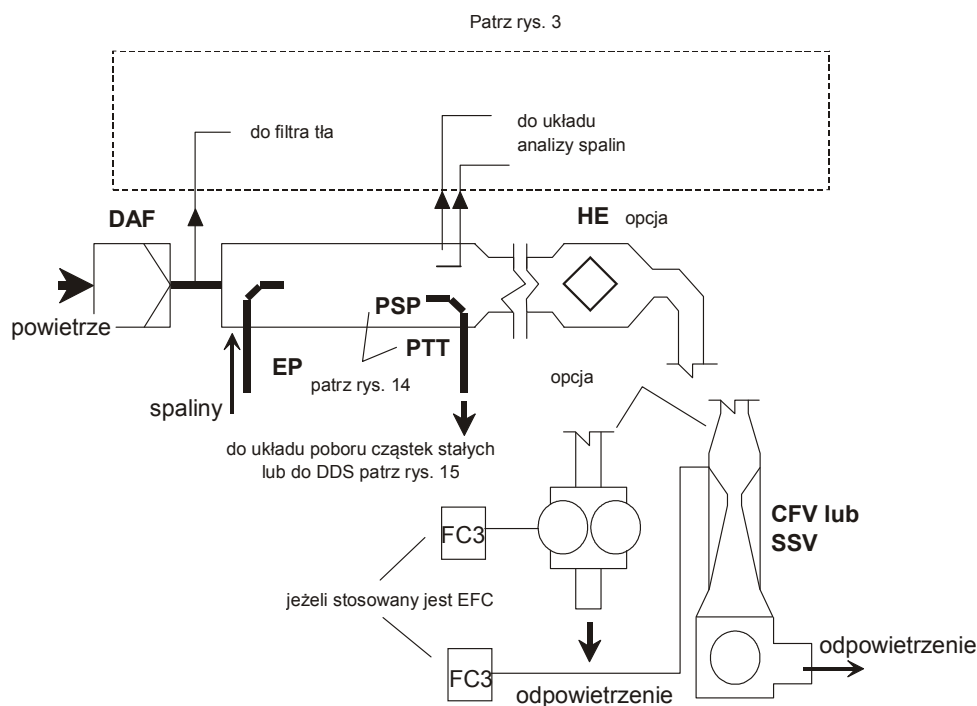 Patrz rys. 3
do filtra tła
do układu
analizy spalin
DAF
HE opcja
powietrze
PSP
PTT
EP
patrz rys. 14
spaliny
opcja
do układu poboru cząstek stałych
lub do DDS patrz rys. 15
CFV lub
SSV
FC3
jeżeli stosowany jest EFC
FC3
odpowietrzenie
odpowietrzenie